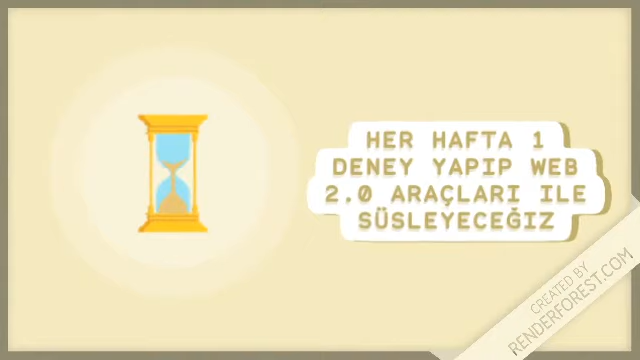 HER HAFTA 1
DENEY YAPIP WEB
2.0 ARAÇLARI ILE
SÜSLEYECEĞIZ
CREATED BY
RENDERFOREST.COM